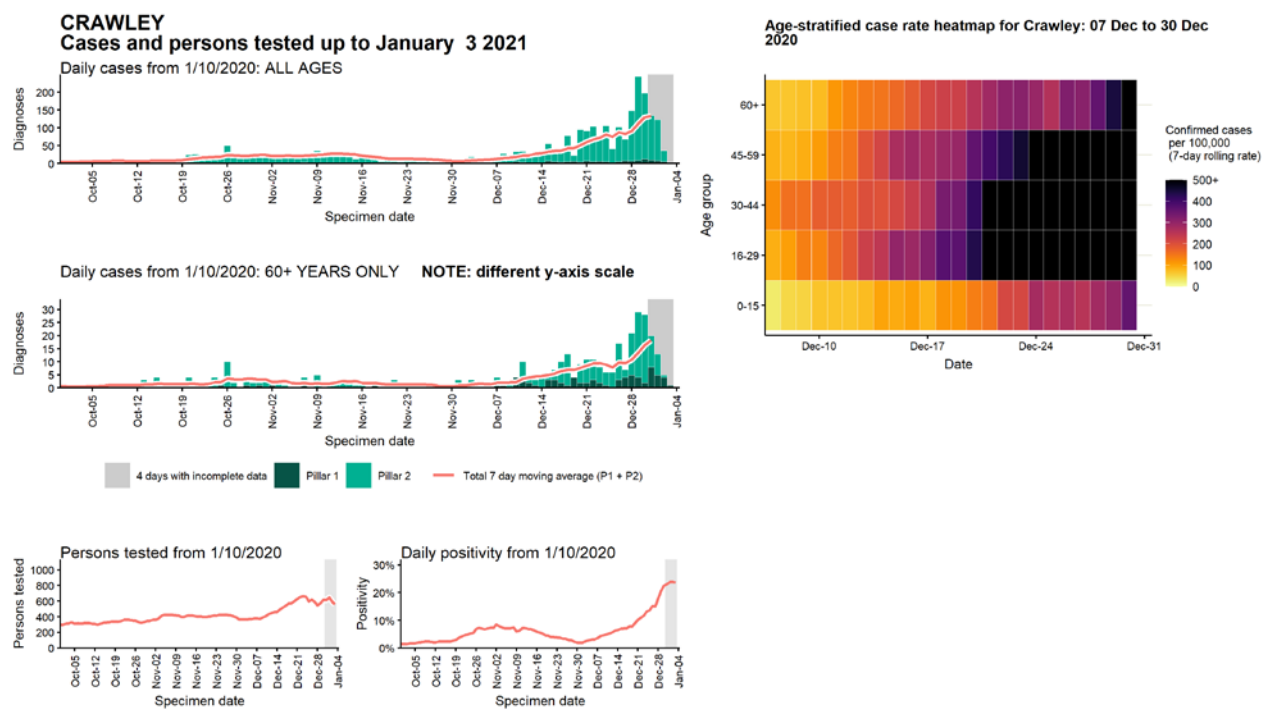 CRAWLEY
Cases and persons tested up to January 3 2021
Daily cases from 1/10/2020: ALL AGES
Diagnoses
200
150
100
50
0
Oct-05
Oct-12
Oct-19
Oct-26
Nov-02
Nov-09
Nov-16
Nov-23
Nov-30
Dec-07
Dec-14
Dec-21
Dec-28
Jan-04
Specimen date
Daily cases from 1/10/2020: 60+ YEARS ONLY NOTE: different y-axis scale
Diagnoses
30
25
20
15
10
5
0
Oct-05
Oct-12
Oct-19
Oct-26
Nov-02
Nov-09
Nov-16
Nov-23
Nov-30
Dec-07
Dec-14
Dec-21
Dec-28
Jan-04
Specimen date
4 days with incomplete data Pillar 1 Pillar 2 Total 7 day moving average (P1 + P2)
Persons tested from 1/10/2020
Persons tested
1000
800
600
400
200
0
Oct-05
Oct-12
Oct-19
Oct-26
Nov-02
Nov-09
Nov-16
Nov-23
Nov-30
Dec-07
Dec-14
Dec-21
Dec-28
Jan-04
Specimen date
Daily positivity from 1/10/2020
Positivity
30%
20%
10%
0%
Oct-05
Oct-12
Oct-19
Oct-26
Nov-02
Nov-09
Nov-16
Nov-23
Nov-30
Dec-07
Dec-14
Dec-21
Dec-28
Jan-04
Specimen date
Age-stratified case rate heatmap for Crawley: 07 Dec to 30 Dec
2020
Age group
60+
45-59
30-44
16-29
0-15
Dec-10
Dec-17
Dec-24
Dec-31
Date
Confirmed cases
per 100,000
(7-day rolling rate)
500+
400
300
200
100
0